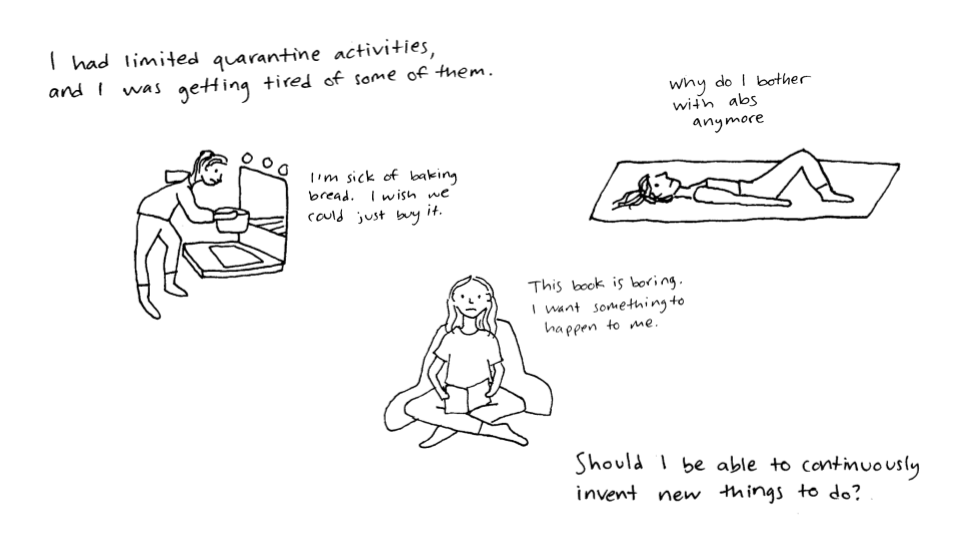 I had limited quarantine activities,
and I was getting tired of some of them.
why do I bother
with abs
anymore
I'm sick of baking
bread. I wish we
could just buy it.
This book is boring.
I want something to
happen to me.
Should I be able to continuously
invent new things to do?